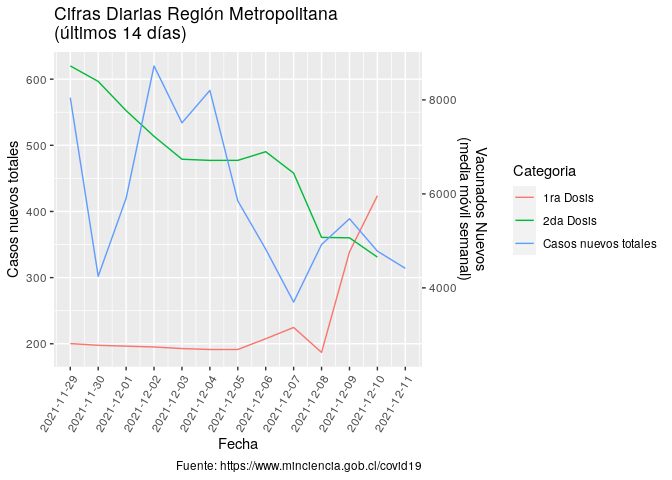 Cifras Diarias Región Metropolitana
(últimos 14 días)
600
500
400
300
200
Casos nuevos totales
8000
6000
4000
Vacunados Nuevos
(media móvil semanal)
Categoria
1ra Dosis
2da Dosis
Casos nuevos totales
2021-11-29
2021-11-30
2021-12-01
2021-12-02
2021-12-03
2021-12-04
2021-12-05
2021-12-06
2021-12-07
2021-12-08
2021-12-09
2021-12-10
2021-12-11
Fecha
Fuente: https://www.minciencia.gob.cl/covid19